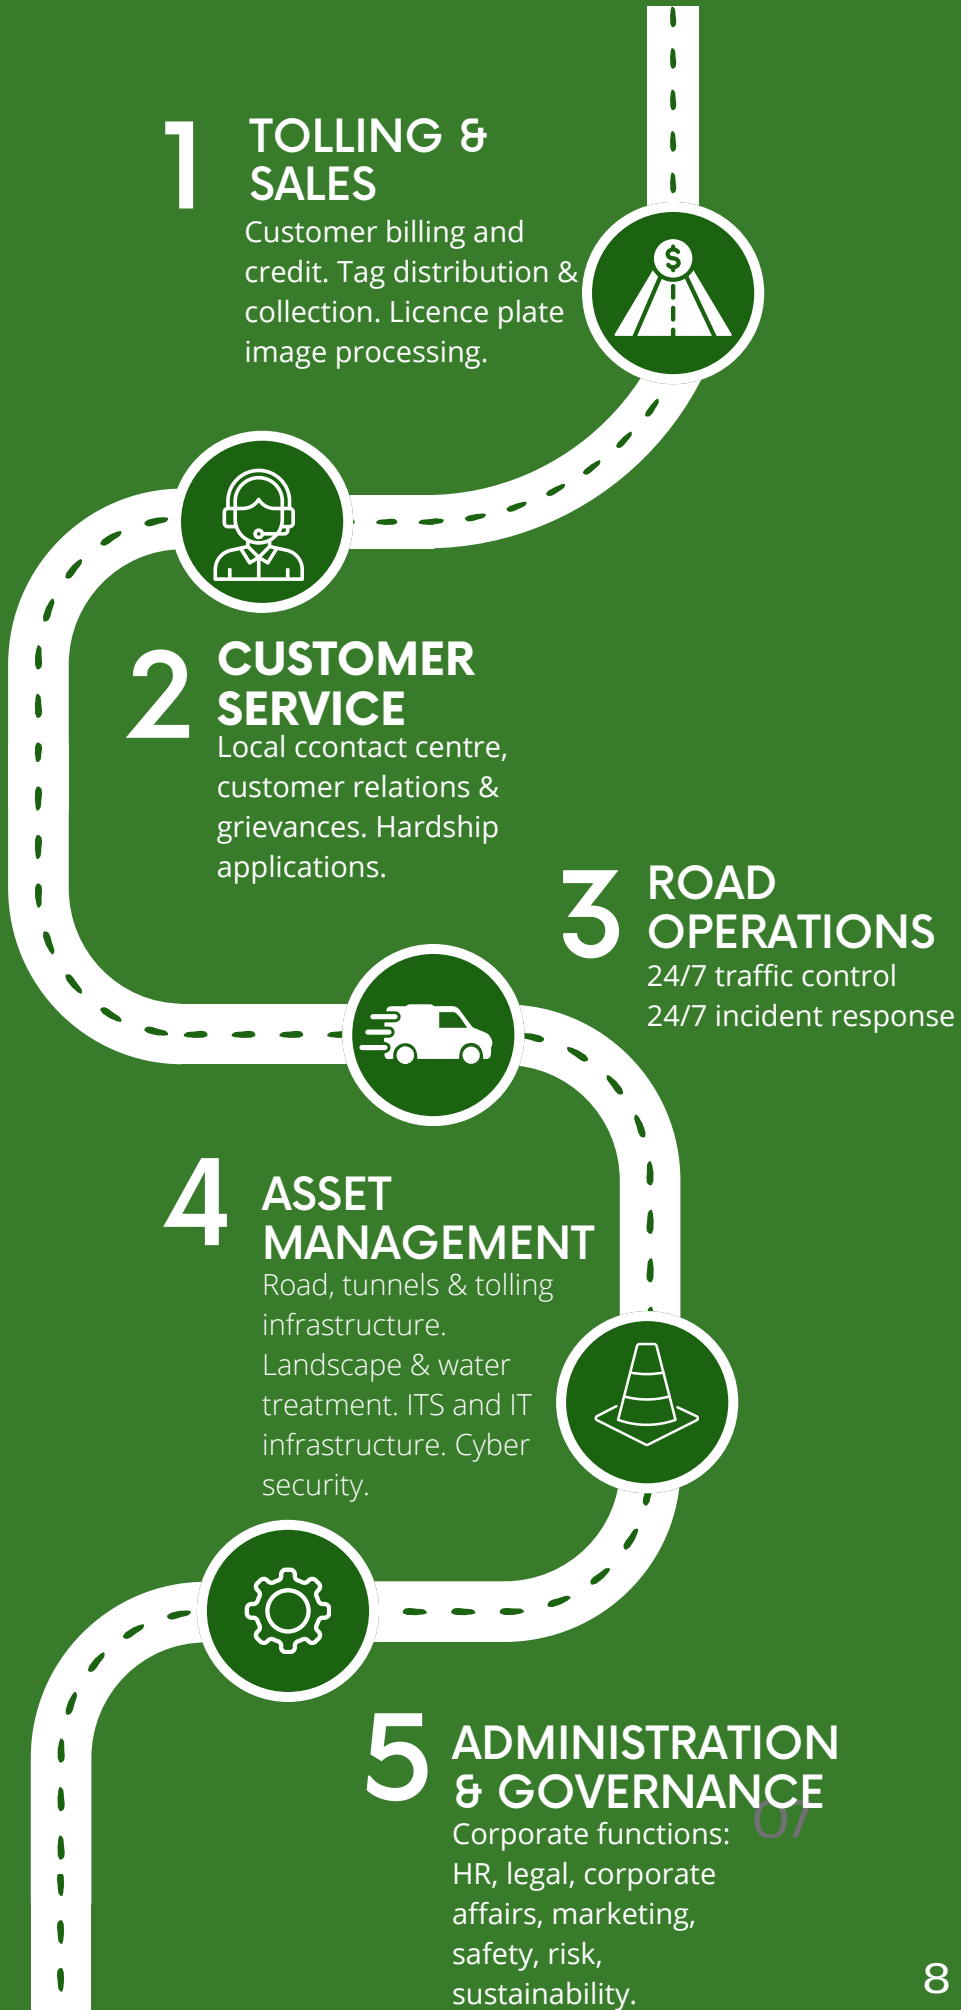 1
TOLLING &
SALES
Customer billing and
credit. Tag distribution &
collection. Licence plate
image processing.
$
2
CUSTOMER
SERVICE
Local ccontact centre,
customer relations &
grievances. Hardship
applications.
3
ROAD
OPERATIONS
24/7 traffic control
24/7 incident response
4
ASSET
MANAGEMENT
Road, tunnels & tolling
infrastructure.
Landscape & water
treatment. ITS and IT
infrastructure. Cyber
security.
5
ADMINISTRATION
& GOVERNANCE
07
Corporate functions:
HR, legal, corporate
affairs, marketing,
safety, risk,
sustainability.
8